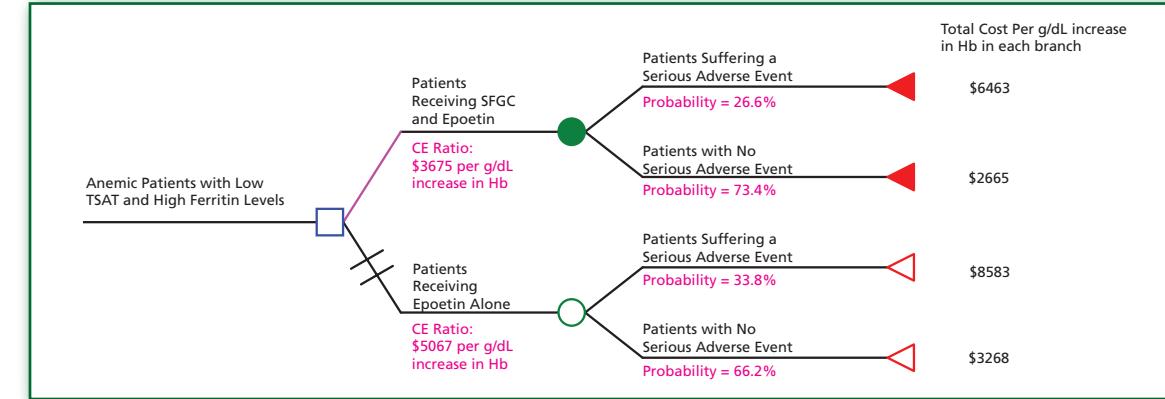 Total Cost Per g/dL increase
in Hb in each branch
Patients Suffering a
Serious Adverse Event
Probability = 26.6%
$6463
Patients
Receiving SFGC
and Epoetin
CE Ratio:
$3675 per g/dL
increase in Hb
Patients with No
Serious Adverse Event
Probability = 73.4%
$2665
Anemic Patients with Low
TSAT and High Ferritin Levels
Patients Suffering a
Serious Adverse Event
Probability = 33.8%
$8583
Patients
Receiving
Epoetin Alone
CE Ratio:
$5067 per g/dL
increase in Hb
Patients with No
Serious Adverse Event
Probability = 66.2%
$3268